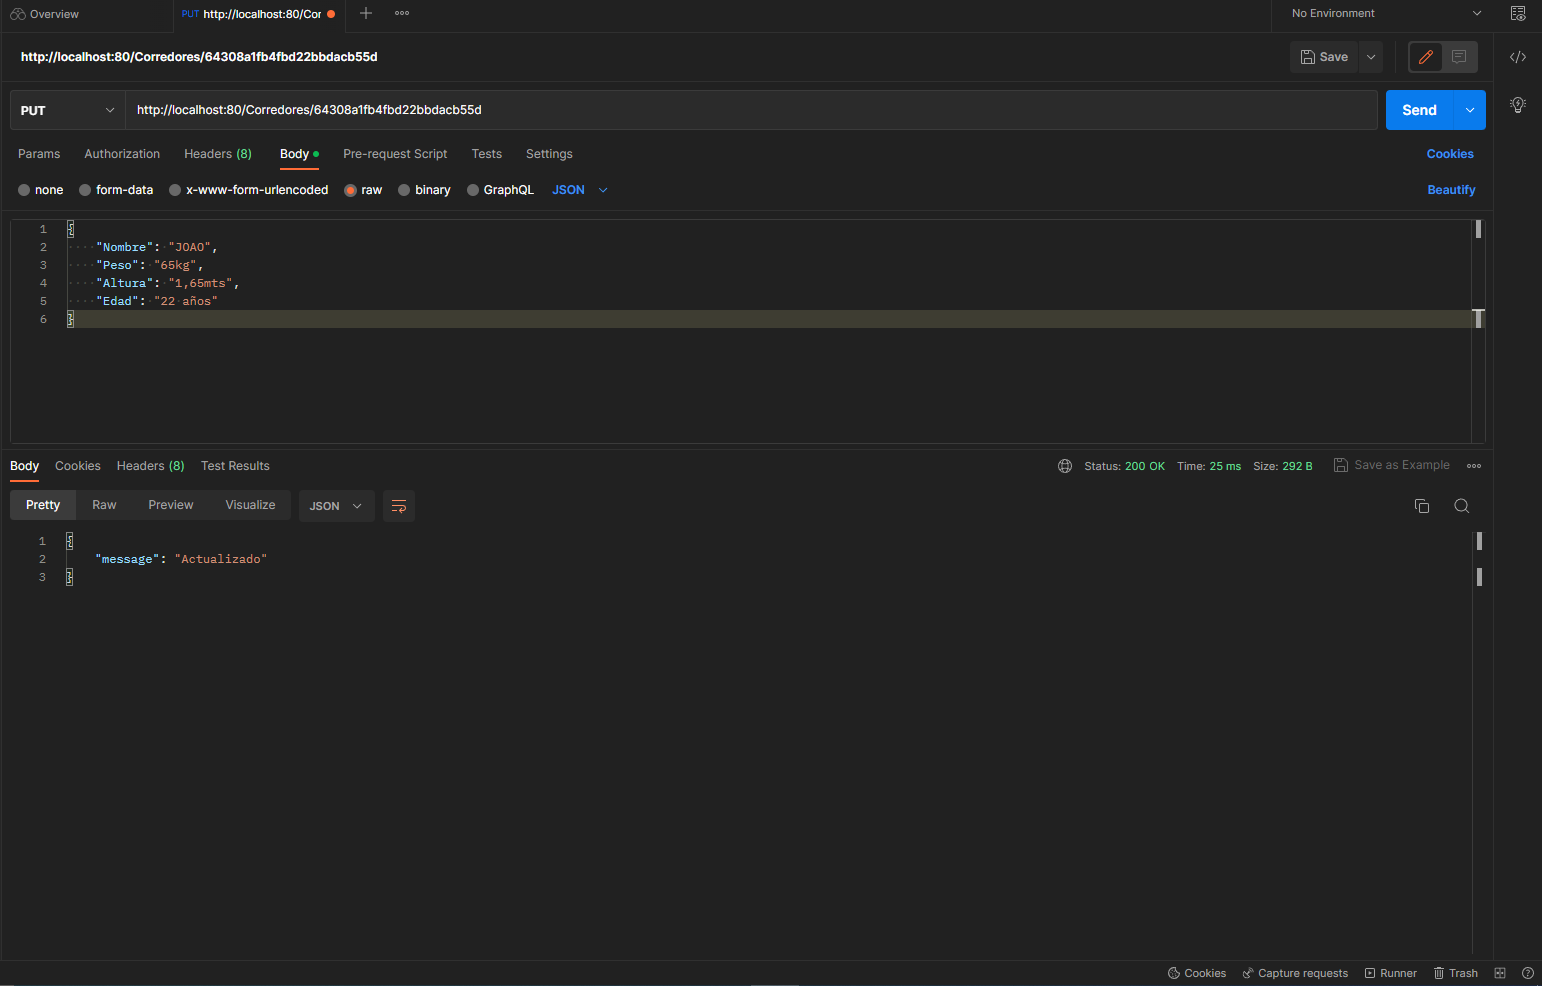 Overview
PUT http://localhost:80/Cor
No Environment
http://localhost:80/Corredores/64308a1fb4fbd22bbdacb55d
Save
PUT
http://localhost:80/Corredores/64308a1fb4fbd22bbdacb55d
Send
Params Authorization Headers (8) Body Pre-request Script Tests Settings Cookies
none form-data x-www-form-urlencoded raw binary GraphQL JSON Beautify
1 {
2 "Nombre": "JOAO",
3 "Peso": "65kg",
4 "Altura": "1,65mts",
5 "Edad": "22 años"
6 }
Body Cookies Headers (8) Test Results Status: 200 OK Time: 25 ms Size: 292 B Save as Example
Pretty Raw Preview Visualize JSON
1 {
2 "message": "Actualizado"
3 }
Cookies Capture requests Runner Trash